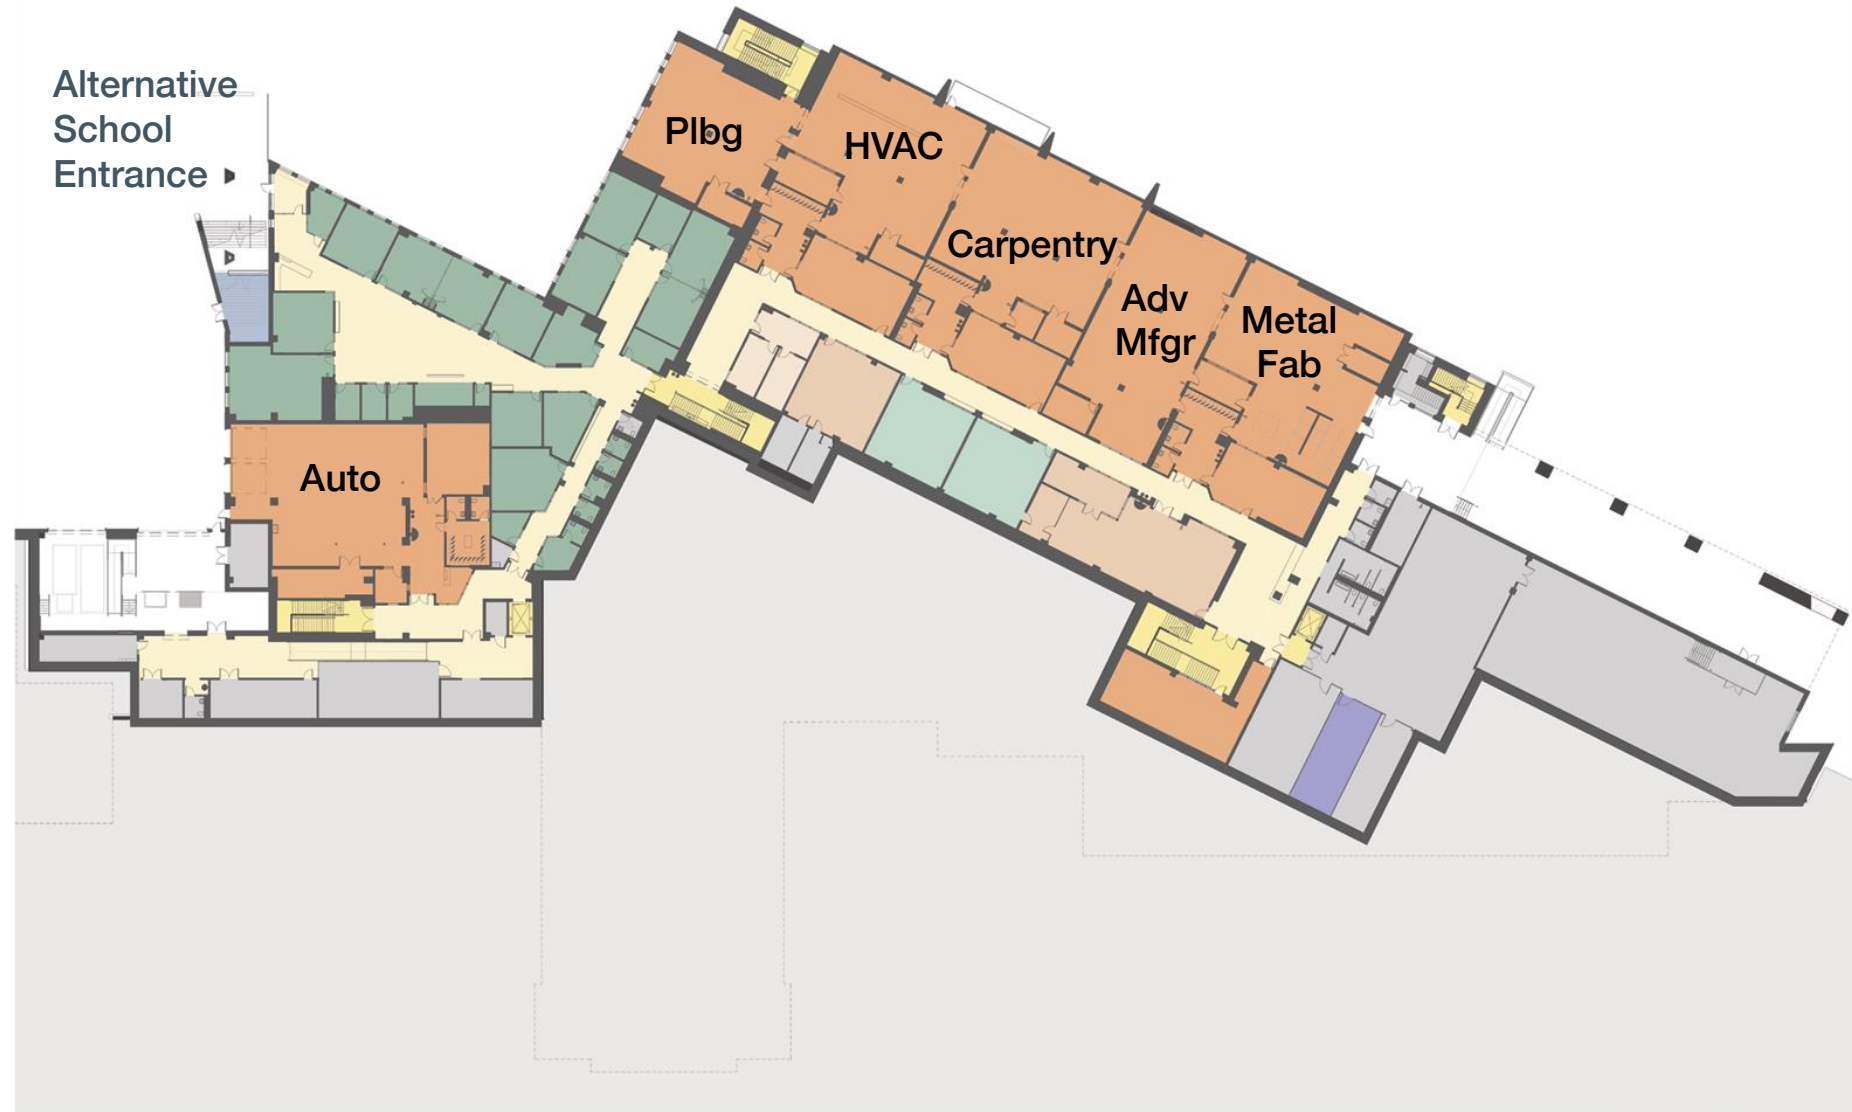 Alternative
School
Entrance
Plbg
HVAC
Carpentry
Adv
Mfgr
Metal
Fab
Auto